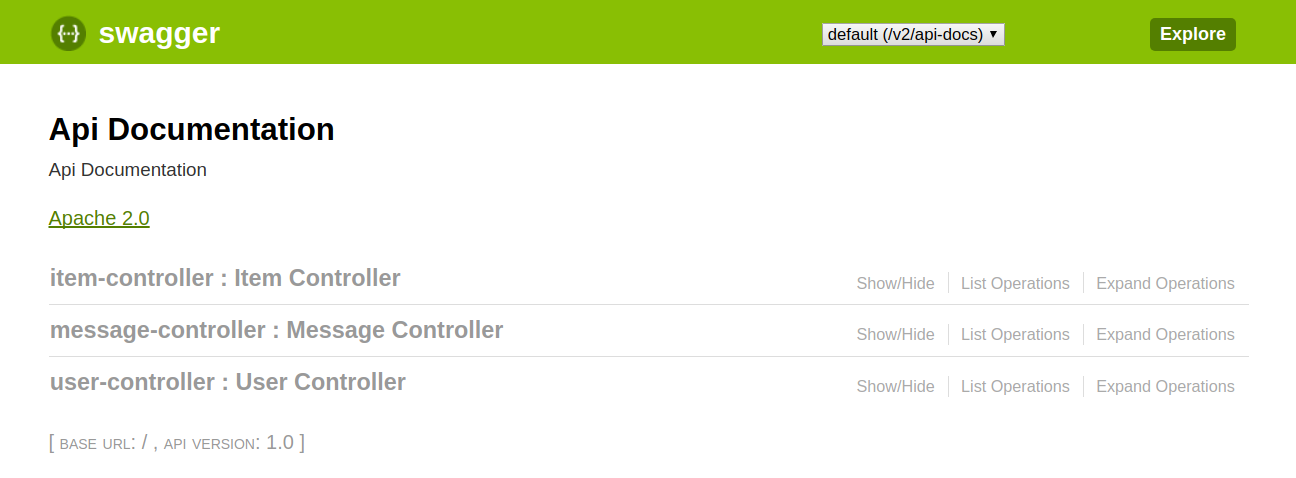 swagger default (/v2/api-docs) Explore
Api Documentation
Api Documentation
Apache 2.0
item-controller : Item Controller Show/Hide List Operations Expand Operations
message-controller : Message Controller Show/Hide List Operations Expand Operations
user-controller : User Controller Show/Hide List Operations Expand Operations
[ BASE URL: / , API VERSION: 1.0 ]